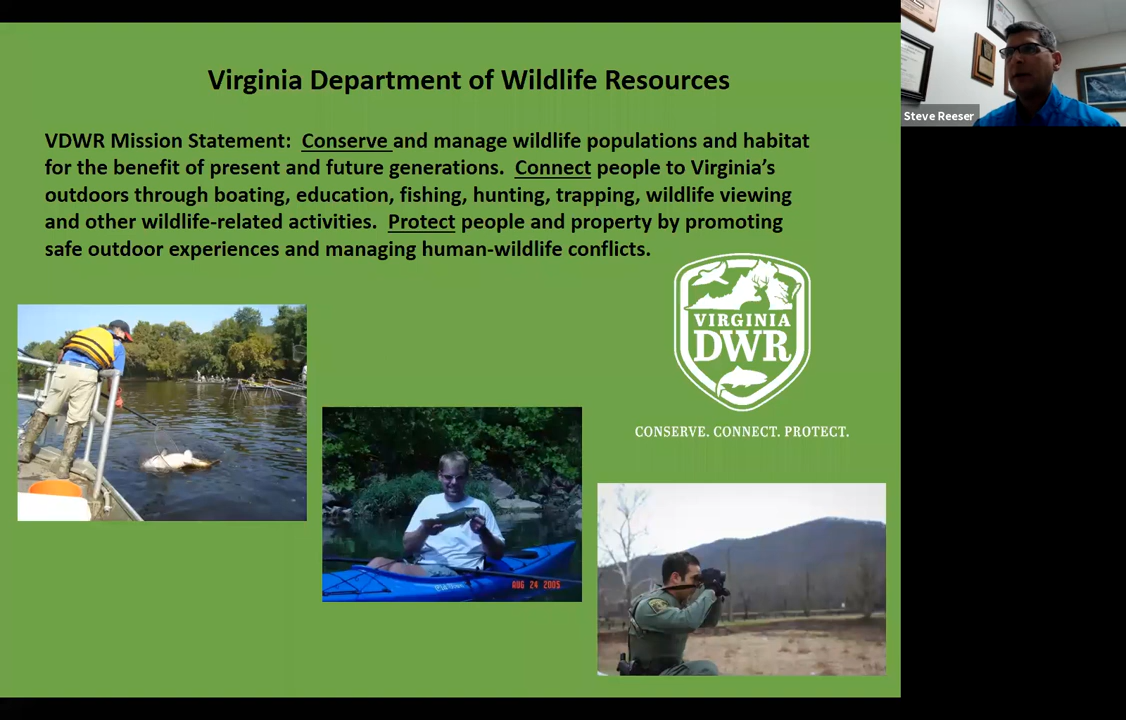 Virginia Department of Wildlife Resources
VDWR Mission Statement: Conserve and manage wildlife populations and habitat
for the benefit of present and future generations. Connect people to Virginia's
outdoors through boating, education, fishing, hunting, trapping, wildlife viewing
and other wildlife-related activities. Protect people and property by promoting
safe outdoor experiences and managing human-wildlife conflicts.
VIRGINIA
DWR
CONSERVE. CONNECT. PROTECT.
AUG 24 2005
Steve Reeser